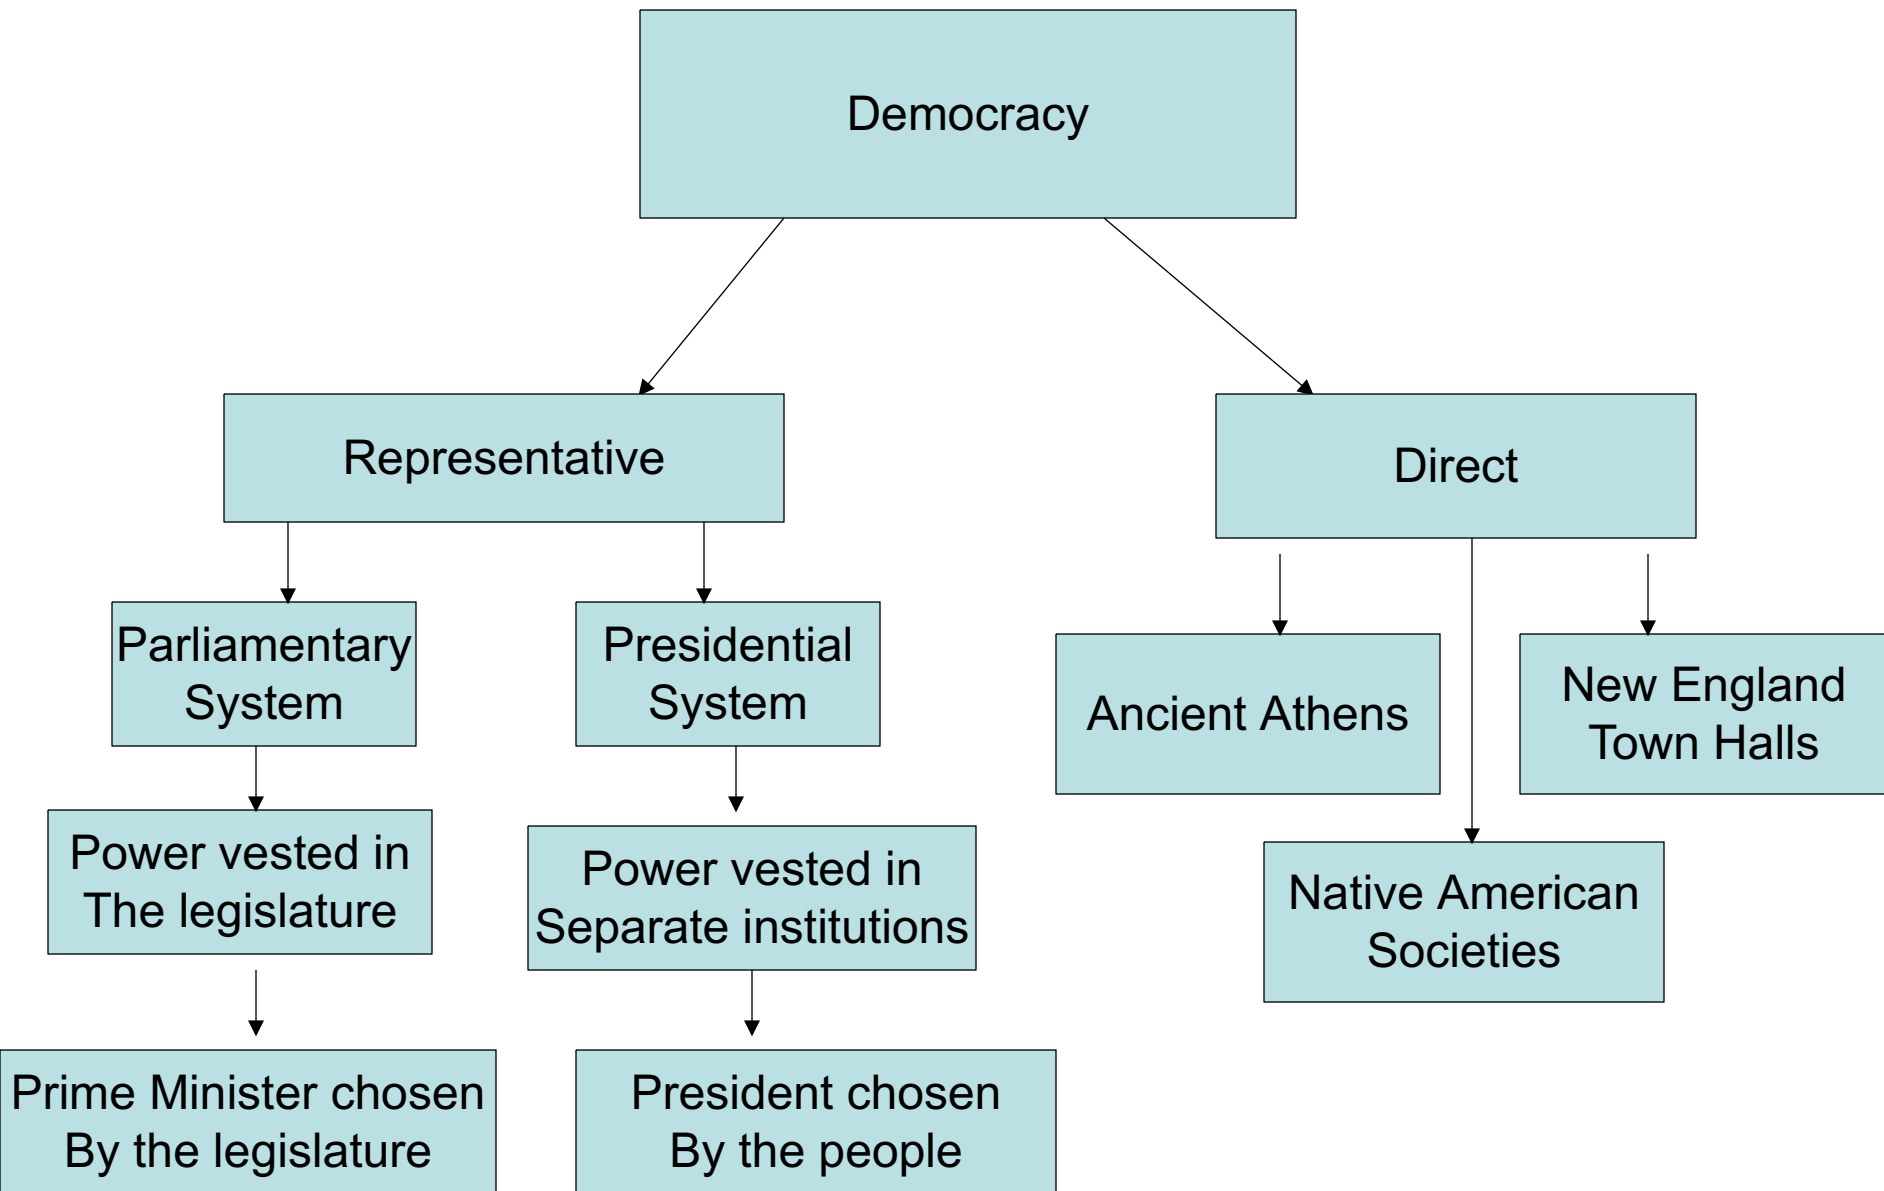 Democracy
Representative
Direct
Parliamentary
System
Presidential
System
Ancient Athens
New England
Town Halls
Power vested in
The legislature
Power vested in
Separate institutions
Native American
Societies
Prime Minister chosen
By the legislature
President chosen
By the people